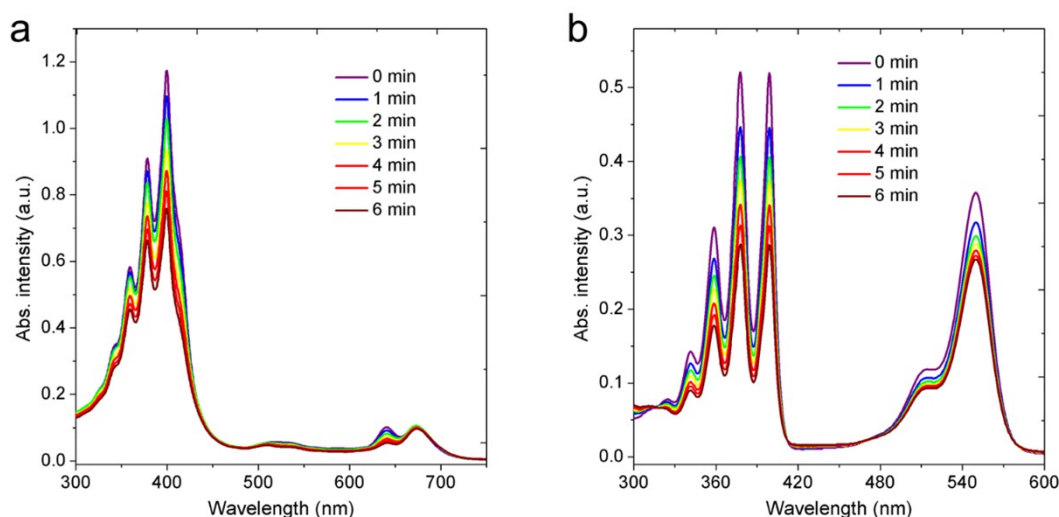 a
b
0 min
1 min
2 min
3 min
4 min
5 min
6 min
0 min
1 min
2 min
3 min
4 min
5 min
6 min
Abs. intensity (a.u.)
1.2
1.0
0.8
0.6
0.4
0.2
0.0
300 400 500 600 700
Wavelength (nm)
Abs. intensity (a.u.)
0.5
0.4
0.3
0.2
0.1
0.0
300 360 420 480 540 600
Wavelength (nm)